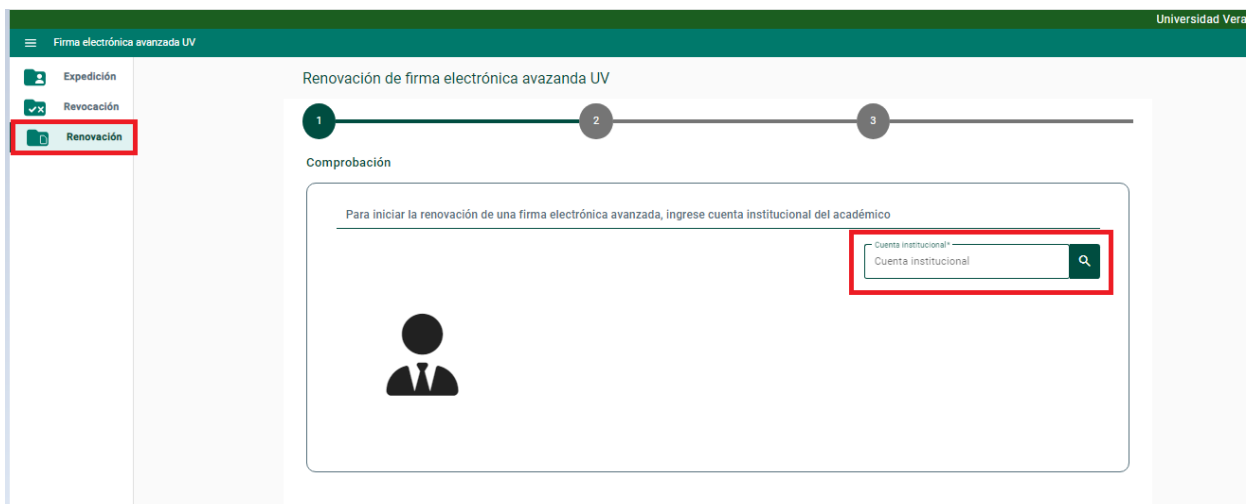 Universidad Vera
Firma electrónica avanzada UV
Expedición
Revocación
Renovación
Renovación de firma electrónica avazanda UV
1
2
3
Comprobación
Para iniciar la renovación de una firma electrónica avanzada, ingrese cuenta institucional del académico
Cuenta institucional*
Cuenta institucional